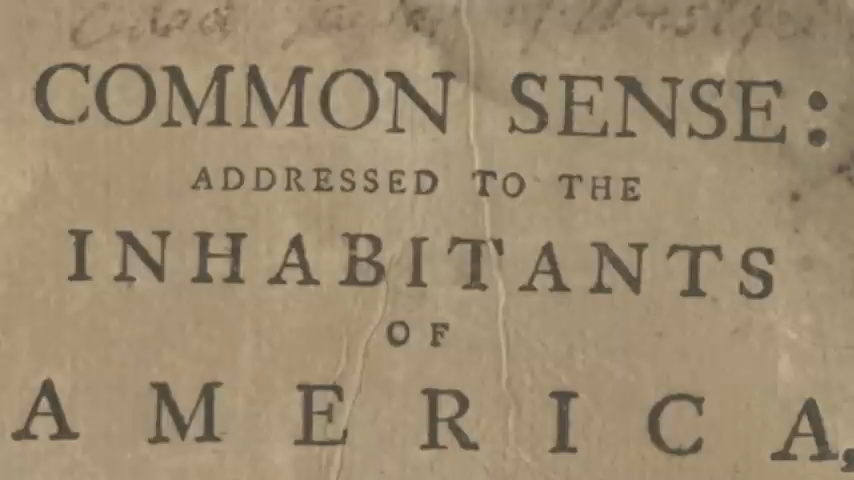 COMMON SENSE:
ADDRESSED TO THE
INHABITANTS
OF
AMERICA,